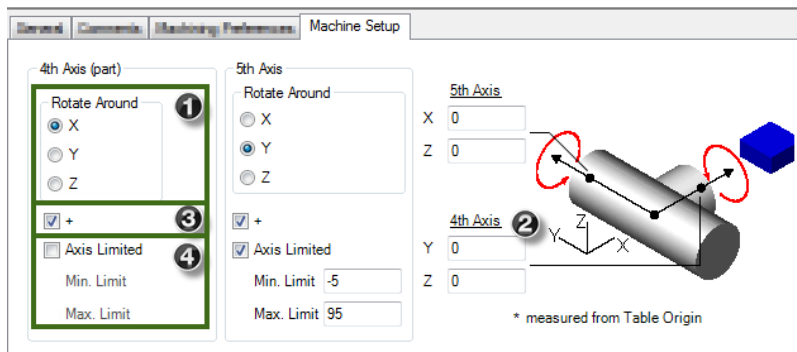 Machine Setup
4th Axis (part)
Rotate Around
X
Y
Z
1
+
3
Axis Limited
4
Min. Limit
Max. Limit
5th Axis
Rotate Around
X
Y
Z
+
Axis Limited
Min. Limit -5
Max. Limit 95
5th Axis
X 0
Z 0
4th Axis 2
Y 0
Z 0
Z
Y X
* measured from Table Origin